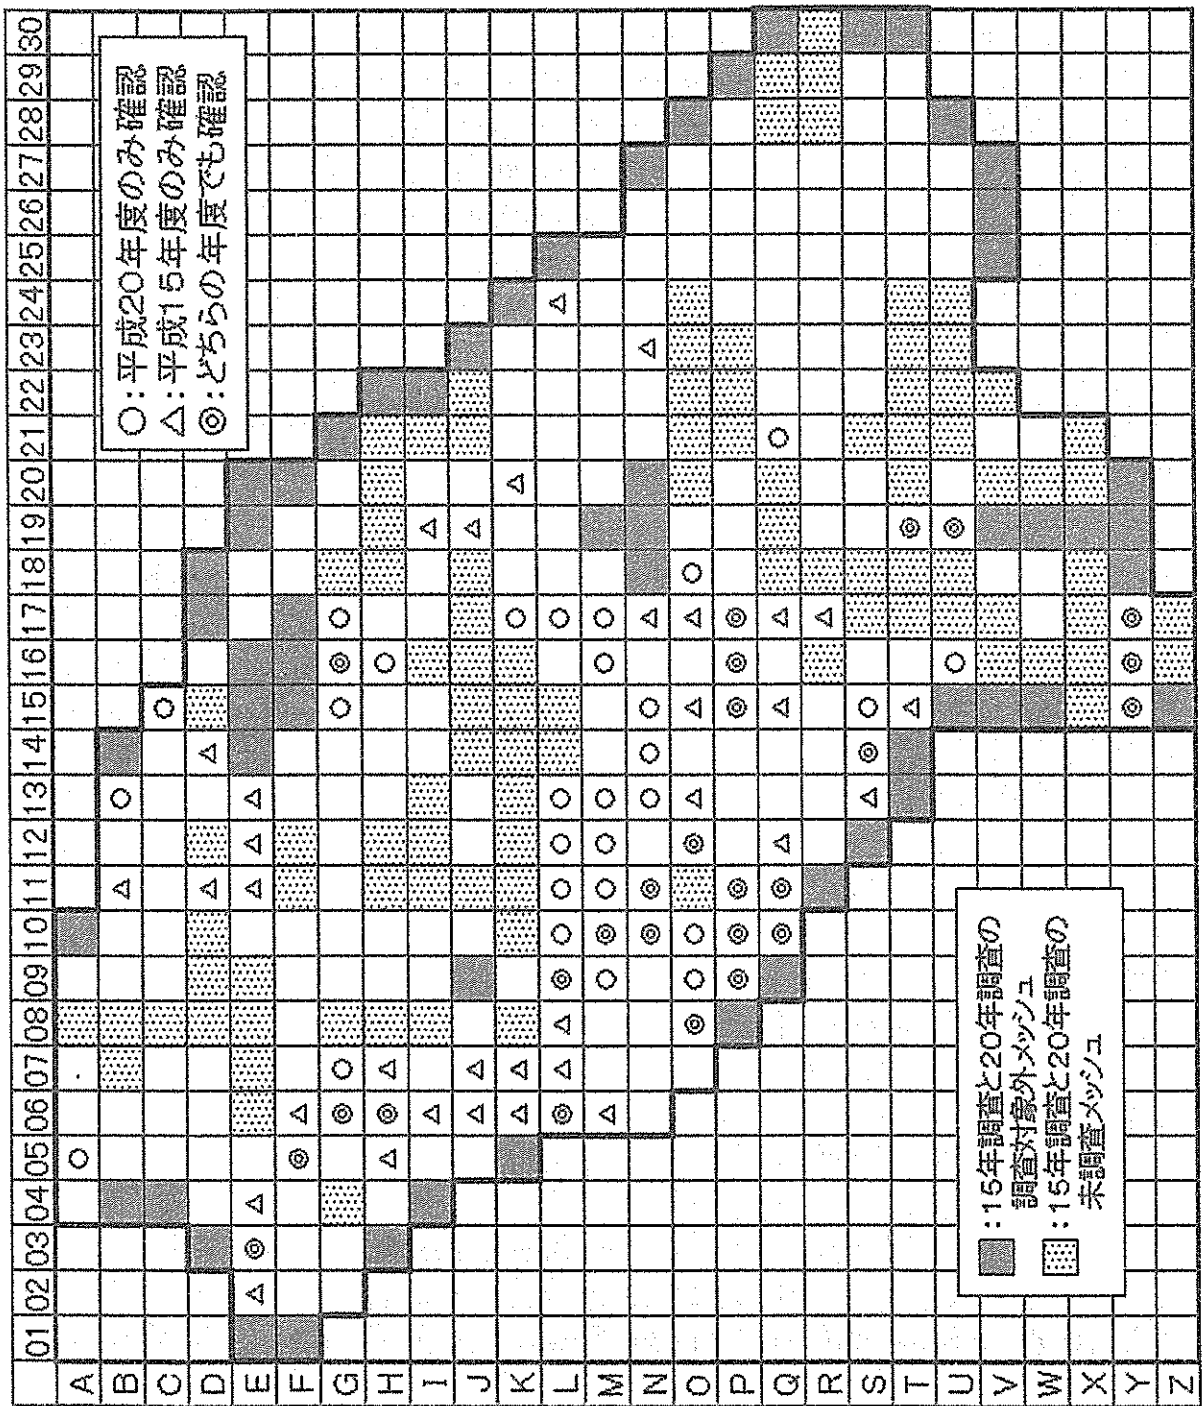 01 02 03 04 05 06 07 08 09 10 11 12 13 14 15 16 17 18 19 20 21 22 23 24 25 26 27 28 29 30
○:平成20年度のみ確認
△:平成15年度のみ確認
◎:どちらの年度でも確認
A
B
C
D
E
F
G
H
I
J
K
L
M
N
O
P
Q
R
S
T
U
V
W
X
Y
Z
:15年調査と20年調査の
調査対象外メッシュ
:15年調査と20年調査の
未調査メッシュ